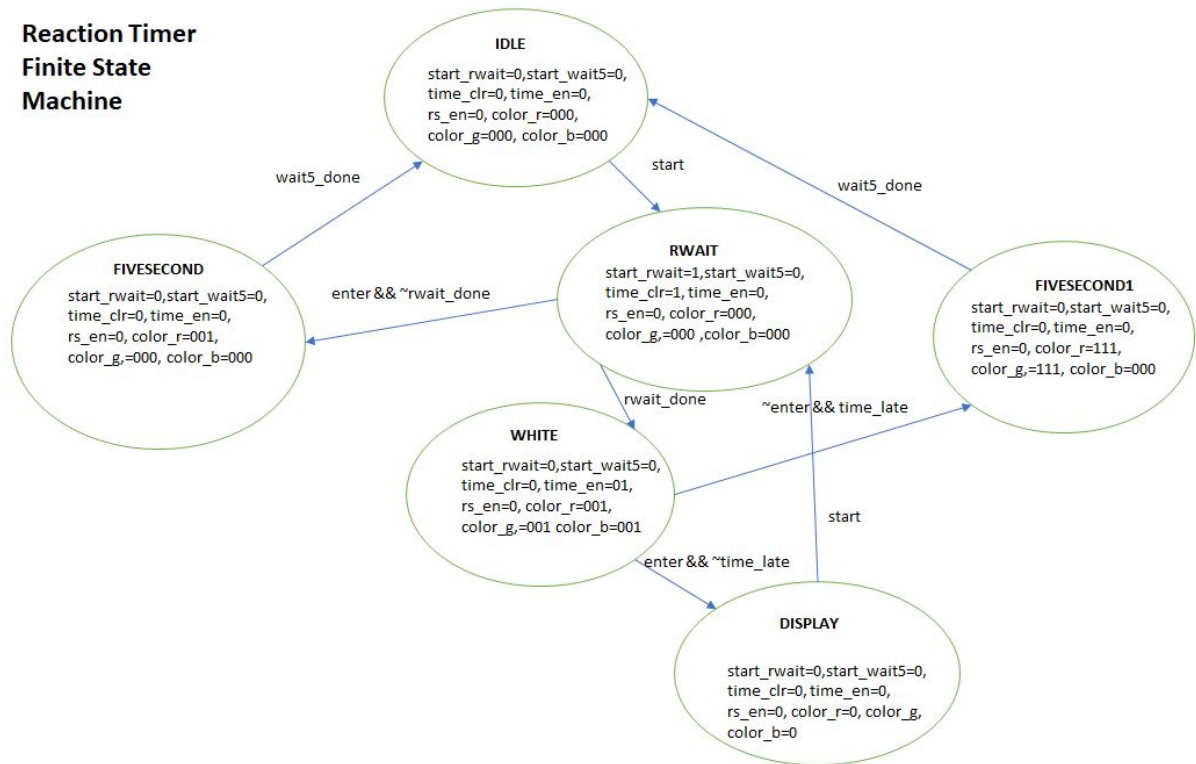 Reaction Timer
Finite State
Machine
IDLE
start_rwait=0,start_wait5=0,
time_clr=0, time_en=0,
rs_en=0, color_r=000,
color_g=000, color_b=000
wait5_done
start
wait5_done
FIVESECOND
start_rwait=0,start_wait5=0,
time_clr=0, time_en=0,
rs_en=0, color_r=001,
color_g,=000, color_b=000
enter && ~rwait_done
RWAIT
start_rwait=1,start_wait5=0,
time_clr=1, time_en=0,
rs_en=0, color_r=000,
color_g,=000 ,color_b=000
FIVESECOND1
start_rwait=0,start_wait5=0,
time_clr=0, time_en=0,
rs_en=0, color_r=111,
color_g,=111, color_b=000
rwait_done
~enter && time_late
WHITE
start_rwait=0,start_wait5=0,
time_clr=0, time_en=01,
rs_en=0, color_r=001,
color_g,=001 color_b=001
start
enter && ~time_late
DISPLAY
start_rwait=0,start_wait5=0,
time_clr=0, time_en=0,
rs_en=0, color_r=0, color_g,
color_b=0